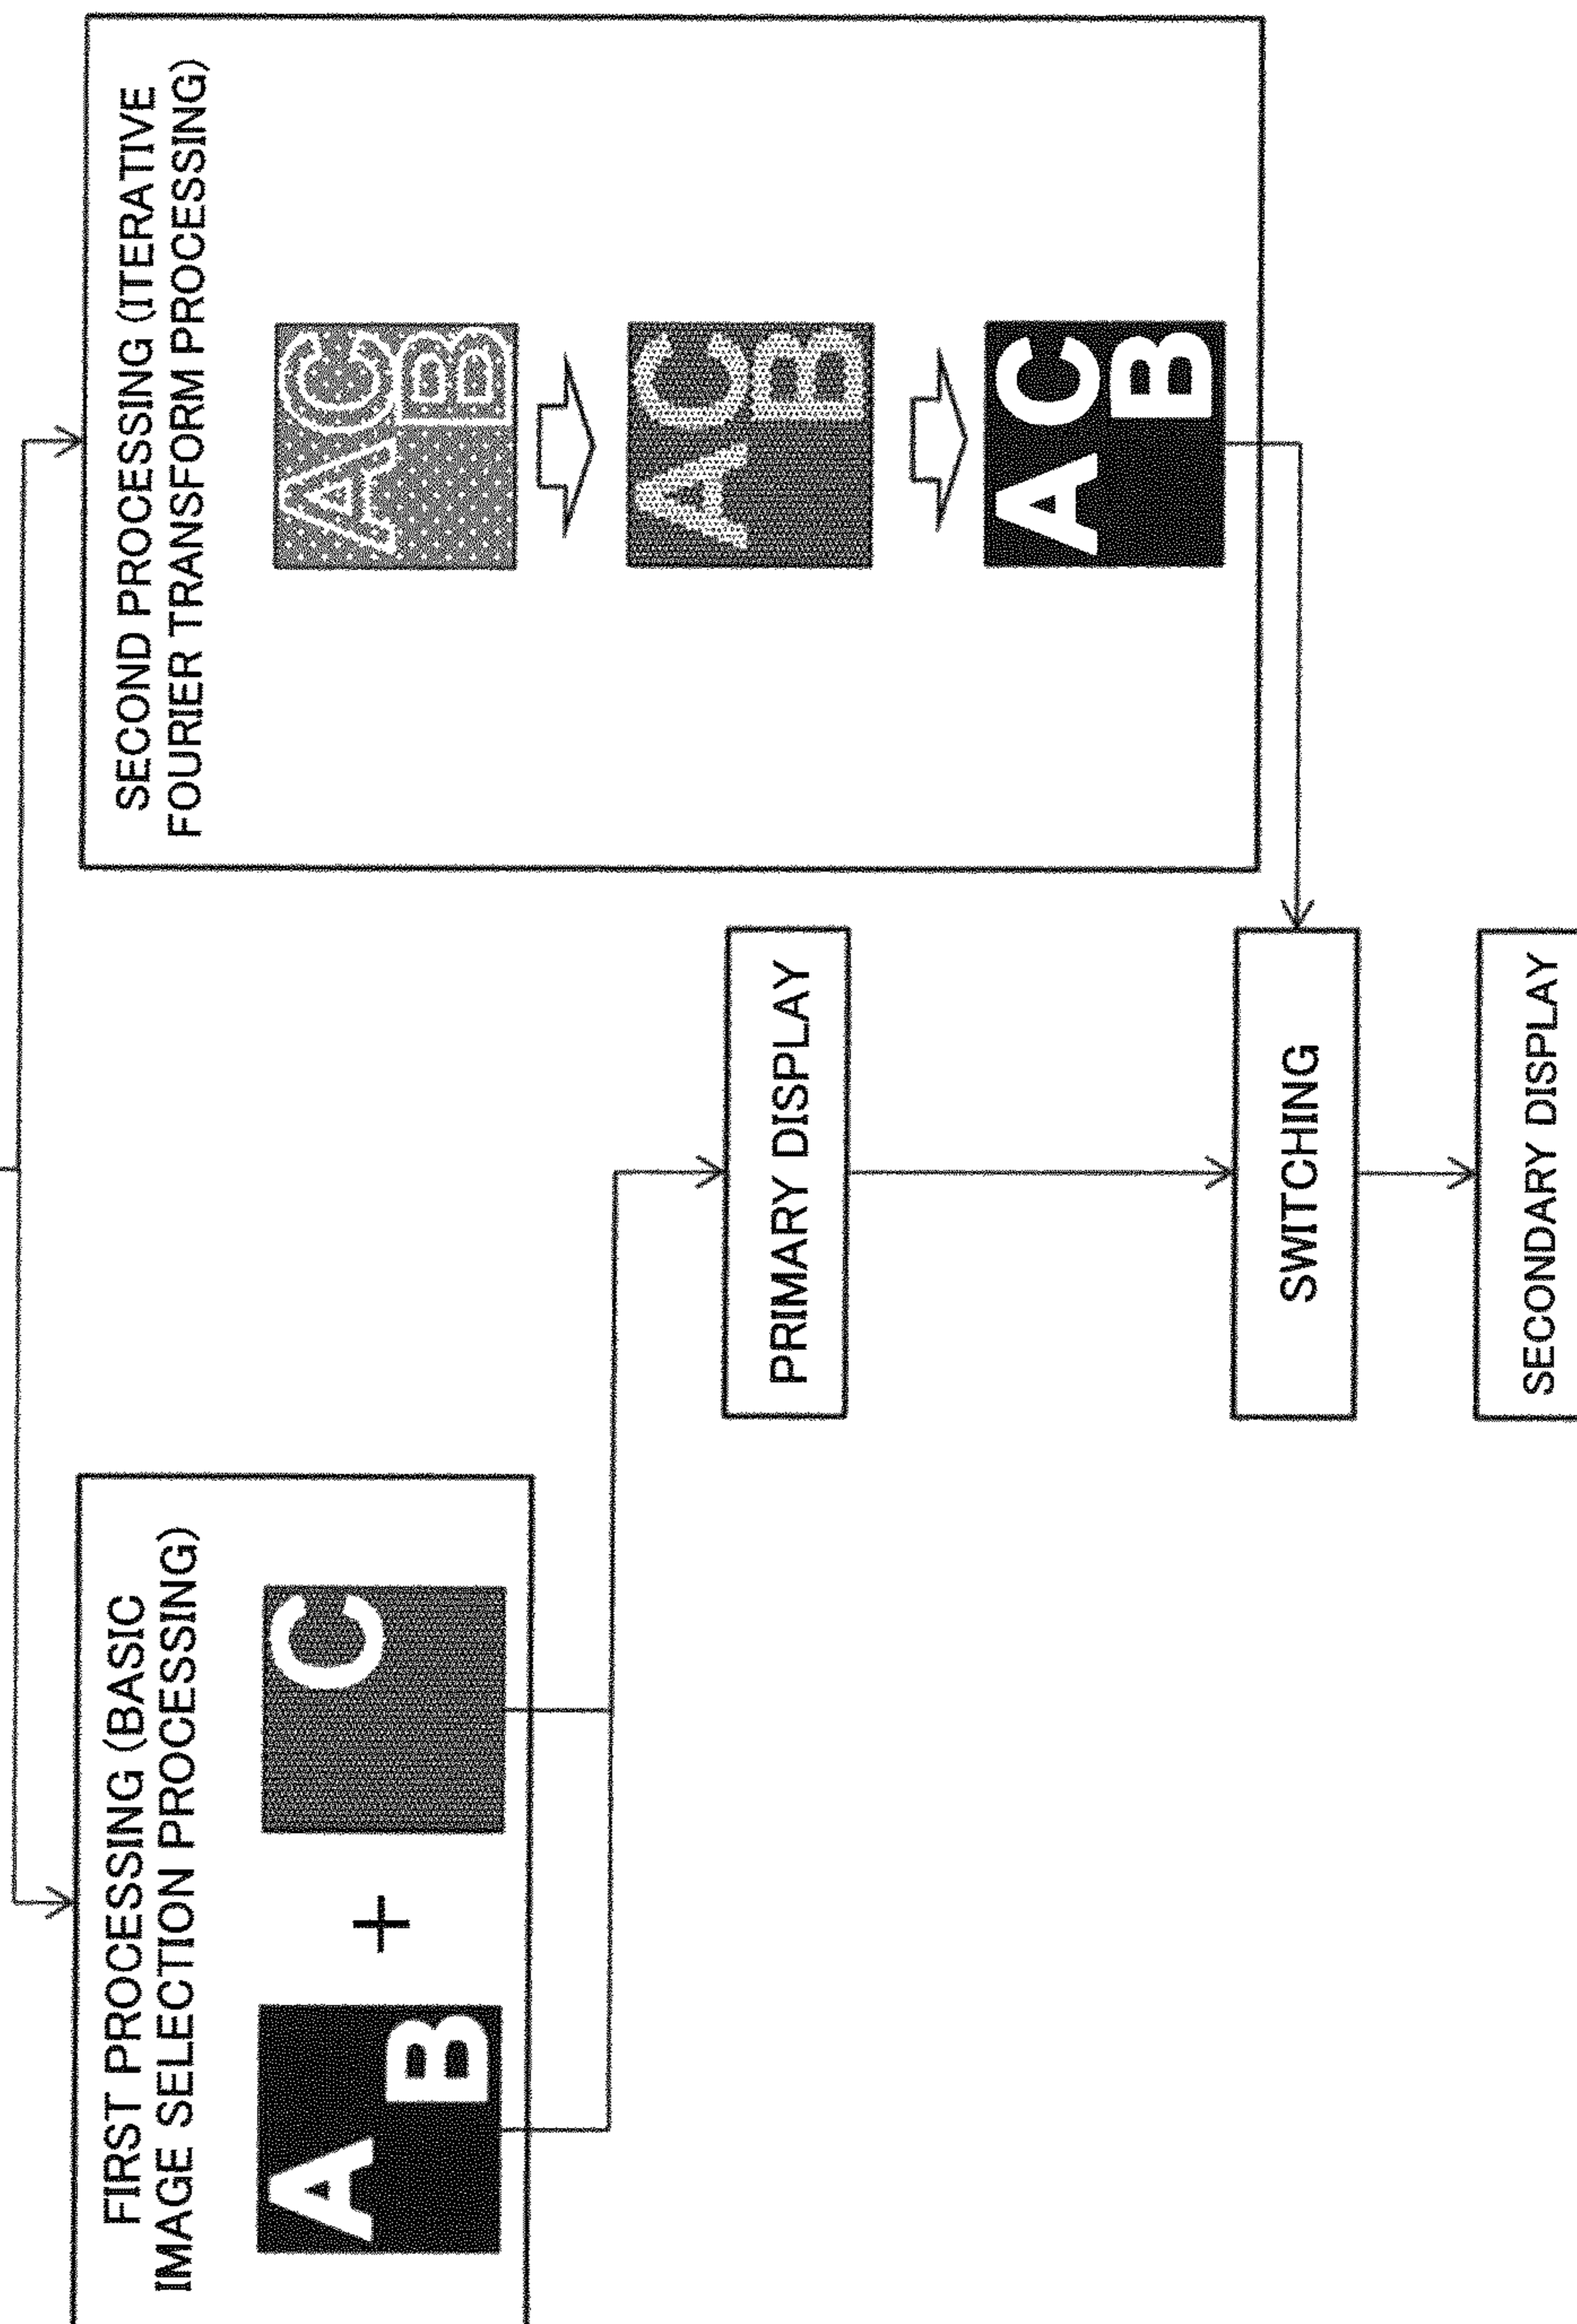 FIRST PROCESSING (BASIC
IMAGE SELECTION PROCESSING)
A
B
+
C
SECOND PROCESSING (ITERATIVE
FOURIER TRANSFORM PROCESSING)
A C
B
A C
B
A C
B
PRIMARY DISPLAY
SWITCHING
SECONDARY DISPLAY